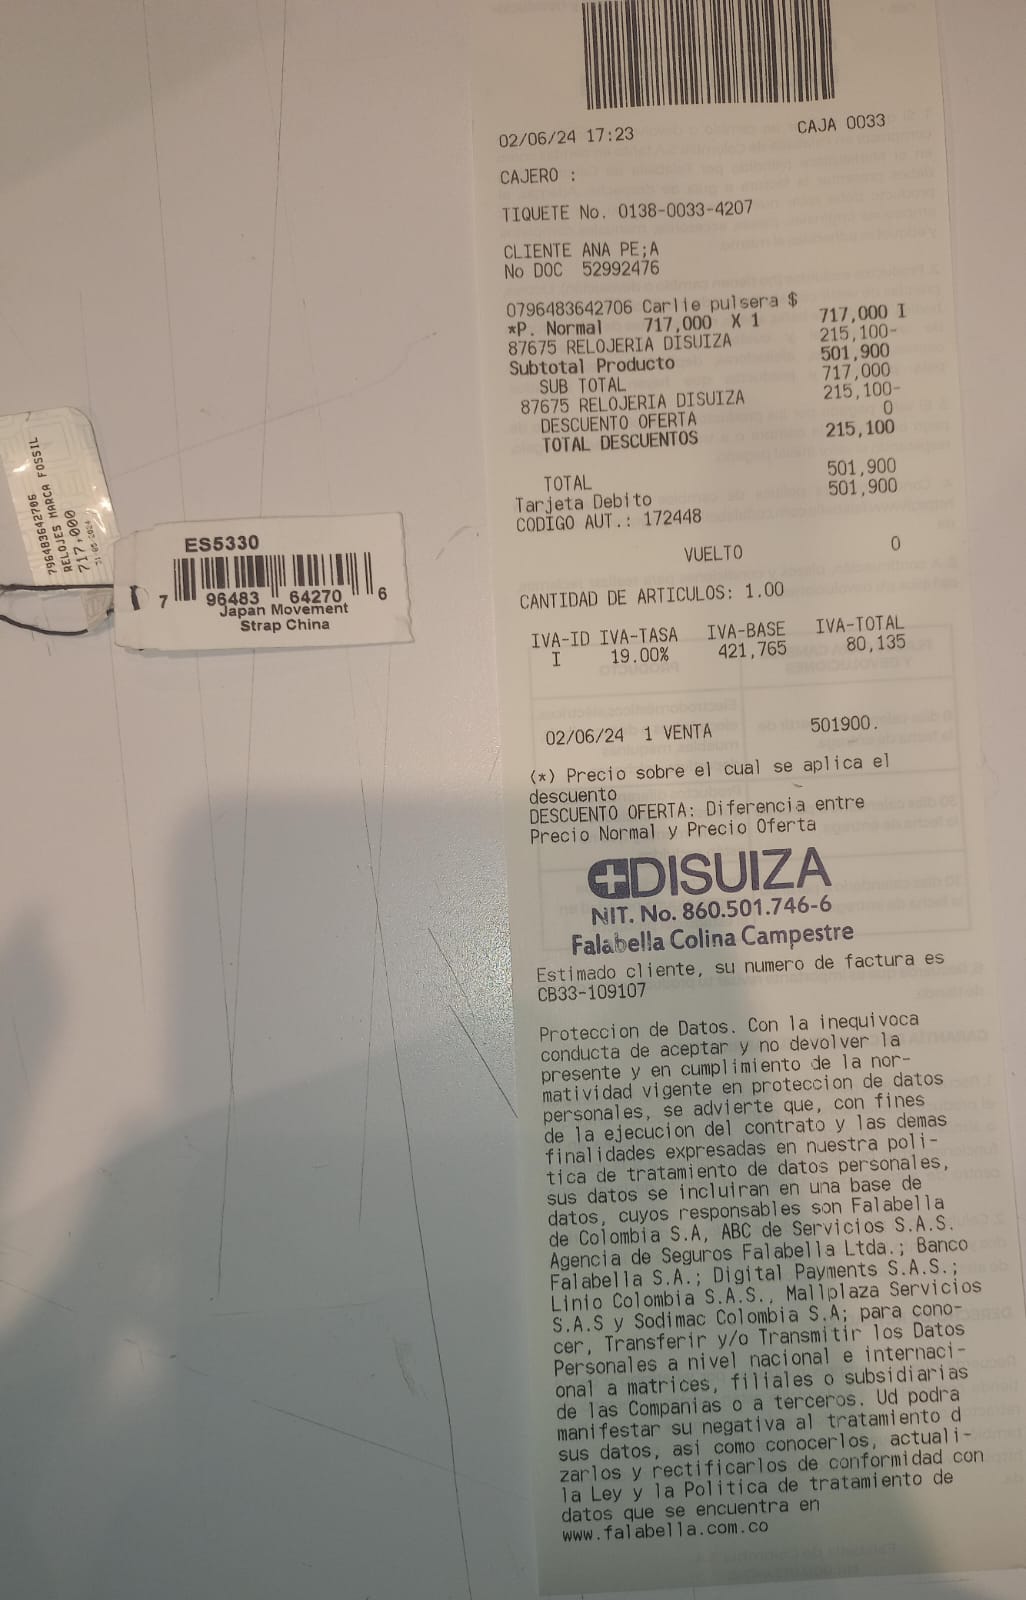 02/06/24 17:23 CAJA 0033
CAJERO :
TIQUETE No. 0138-0033-4207
CLIENTE ANA PE;A
No DOC 52992476
0796483642706 Carlie pulsera $
*P. Normal 717,000 X 1 717,000 I
87675 RELOJERIA DISUIZA 215,100-
Subtotal Producto 501,900
SUB TOTAL 717,000
87675 RELOJERIA DISUIZA 215,100-
DESCUENTO OFERTA 0
TOTAL DESCUENTOS 215,100
TOTAL 501,900
Tarjeta Debito 501,900
CODIGO AUT.: 172448
VUELTO 0
CANTIDAD DE ARTICULOS: 1.00
IVA-ID IVA-TASA IVA-BASE IVA-TOTAL
I 19.00% 421,765 80,135
02/06/24 1 VENTA 501900.
(*) Precio sobre el cual se aplica el
descuento
DESCUENTO OFERTA: Diferencia entre
Precio Normal y Precio Oferta
DISUIZA
NIT. No. 860.501.746-6
Falabella Colina Campestre
Estimado cliente, su numero de factura es
CB33-109107
Proteccion de Datos. Con la inequivoca
conducta de aceptar y no devolver la
presente y en cumplimiento de la nor-
matividad vigente en proteccion de datos
personales, se advierte que, con fines
de la ejecucion del contrato y las demas
finalidades expresadas en nuestra poli-
tica de tratamiento de datos personales,
sus datos se incluiran en una base de
datos, cuyos responsables son Falabella
de Colombia S.A, ABC de Servicios S.A.S.
Agencia de Seguros Falabella Ltda.; Banco
Falabella S.A.; Digital Payments S.A.S.;
Linio Colombia S.A.S., Mallplaza Servicios
S.A.S y Sodimac Colombia S.A; para cono-
cer, Transferir y/o Transmitir los Datos
Personales a nivel nacional e internaci-
onal a matrices, filiales o subsidiarias
de las Companias o a terceros. Ud podra
manifestar su negativa al tratamiento d
sus datos, asi como conocerlos, actuali-
zarlos y rectificarlos de conformidad con
la Ley y la Politica de tratamiento de
datos que se encuentra en
www.falabella.com.co
796483642706
RELOJES MARCA FOSSIL
717,000
ES5330
7 96483 64270 6
Japan Movement
Strap China